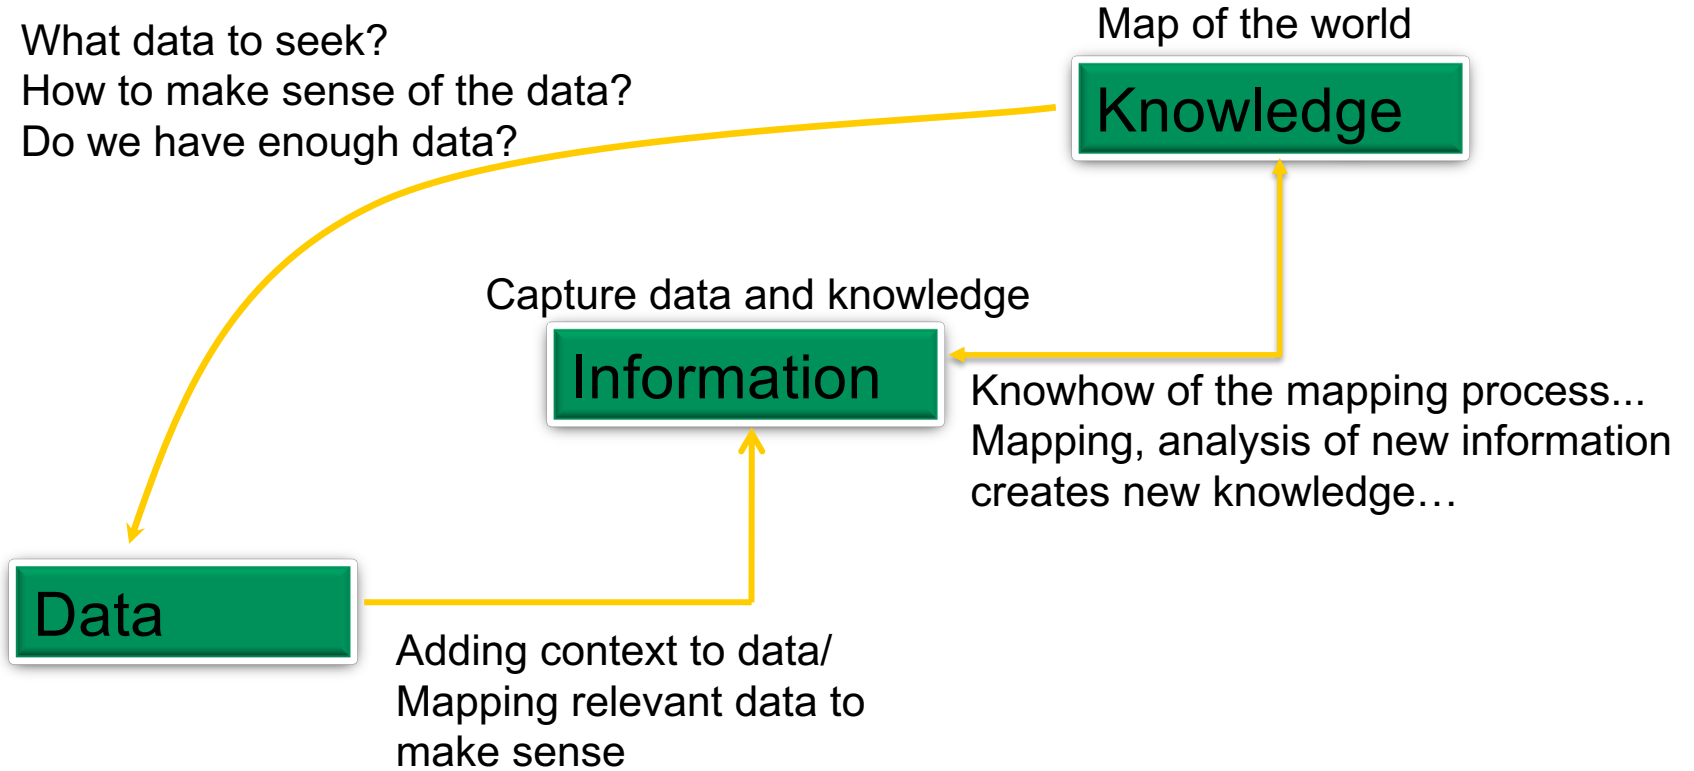 What data to seek?
How to make sense of the data?
Do we have enough data?
Map of the world
Knowledge
Capture data and knowledge
Information
Knowhow of the mapping process...
Mapping, analysis of new information
creates new knowledge…
Data
Adding context to data/
Mapping relevant data to
make sense